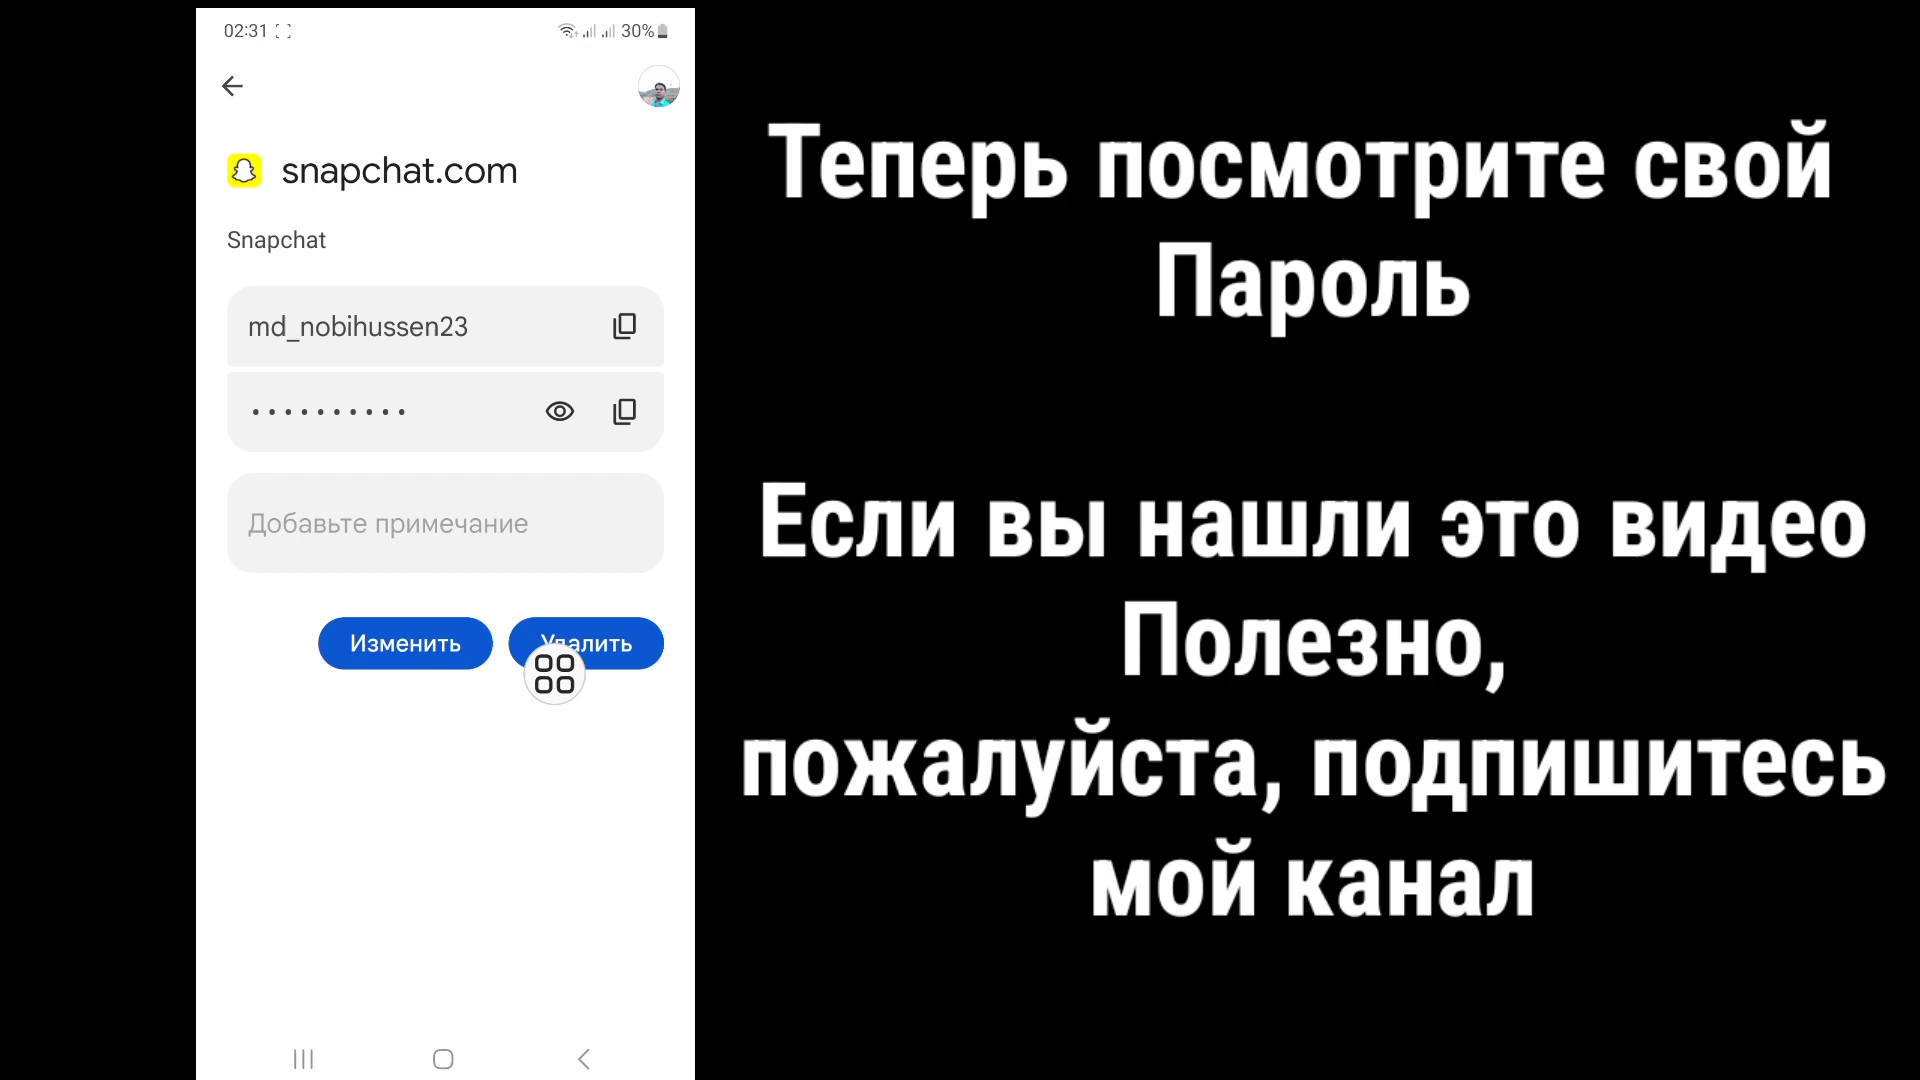 02:31
30%
snapchat.com
Snapchat
md_nobihussen23
••••••••••
Добавьте примечание
Изменить
Удалить
Теперь посмотрите свой
Пароль
Если вы нашли это видео
Полезно,
пожалуйста, подпишитесь
мой канал